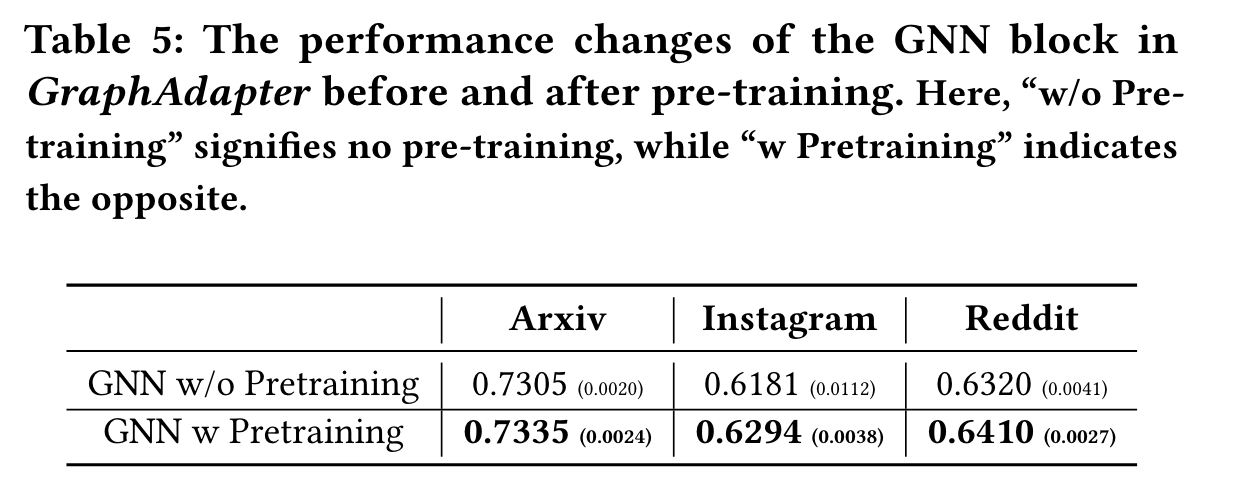 Table 5: The performance changes of the GNN block in
GraphAdapter before and after pre-training. Here, “w/o Pre-
training” signifies no pre-training, while “w Pretraining” indicates
the opposite.
Arxiv Instagram Reddit
GNN w/o Pretraining 0.7305 (0.0020) 0.6181 (0.0112) 0.6320 (0.0041)
GNN w Pretraining 0.7335 (0.0024) 0.6294 (0.0038) 0.6410 (0.0027)